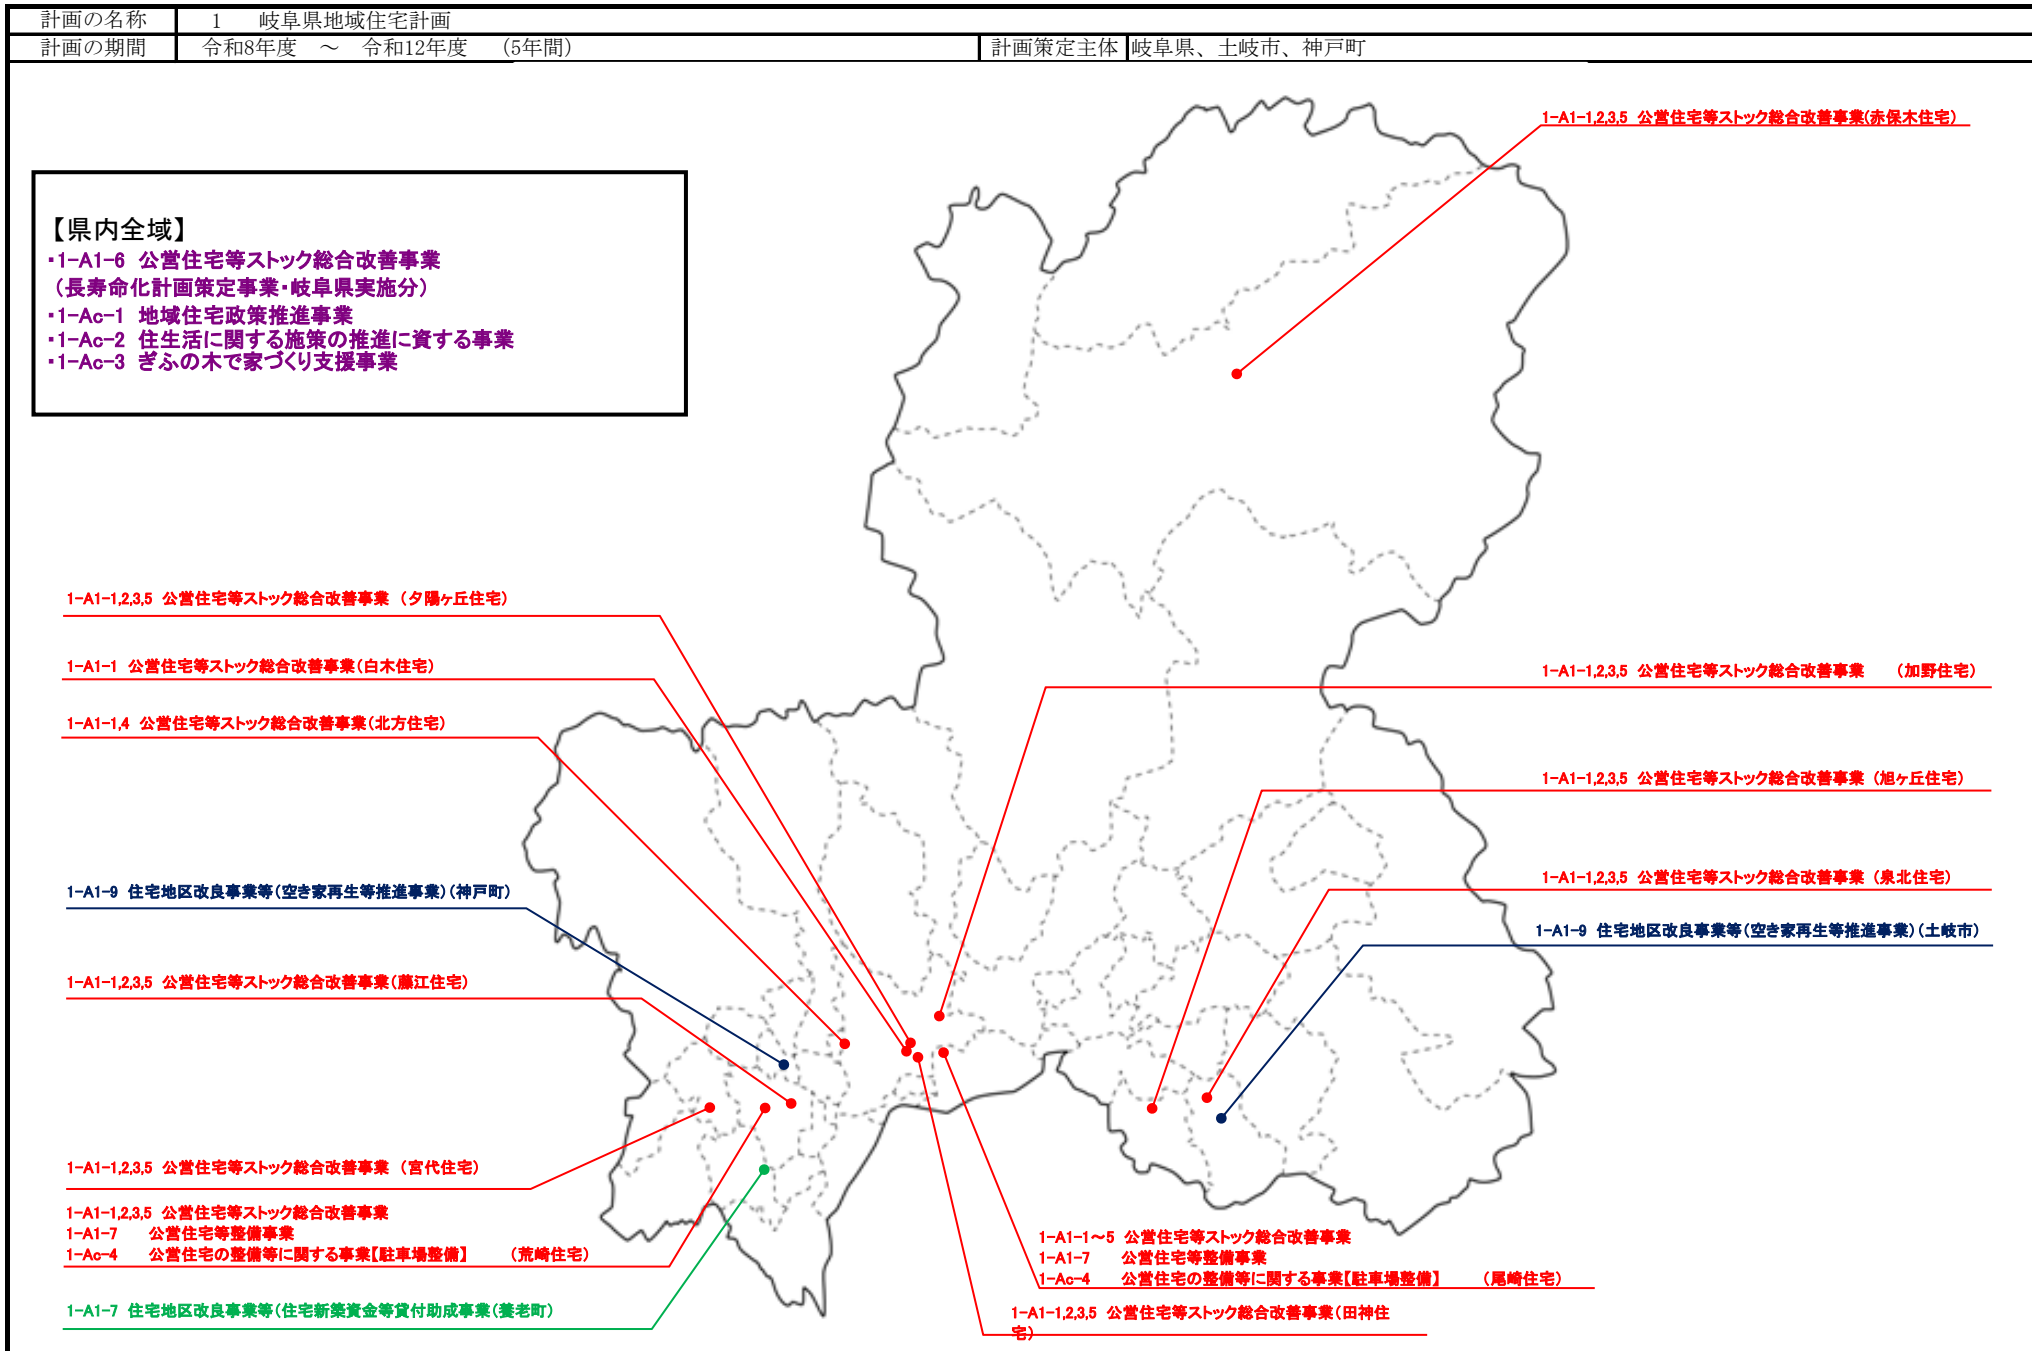 計画の名称 1 岐阜県地域住宅計画
計画の期間 令和8年度 ～ 令和12年度 （5年間） 計画策定主体 岐阜県、土岐市、神戸町
1-A1-1,2,3,5 公営住宅等ストック総合改善事業(赤保木住宅)
【県内全域】
・1-A1-6 公営住宅等ストック総合改善事業
（長寿命化計画策定事業・岐阜県実施分）
・1-Ac-1 地域住宅政策推進事業
・1-Ac-2 住生活に関する施策の推進に資する事業
・1-Ac-3 ぎふの木で家づくり支援事業
1-A1-1,2,3,5 公営住宅等ストック総合改善事業 （夕陽ヶ丘住宅）
1-A1-1 公営住宅等ストック総合改善事業（白木住宅）
1-A1-1,4 公営住宅等ストック総合改善事業（北方住宅）
1-A1-9 住宅地区改良事業等（空き家再生等推進事業）（神戸町）
1-A1-1,2,3,5 公営住宅等ストック総合改善事業（藤江住宅）
1-A1-1,2,3,5 公営住宅等ストック総合改善事業 （宮代住宅）
1-A1-1,2,3,5 公営住宅等ストック総合改善事業
1-A1-7 公営住宅等整備事業
1-Ac-4 公営住宅の整備等に関する事業【駐車場整備】 （荒崎住宅）
1-A1-7 住宅地区改良事業等（住宅新築資金等貸付助成事業（養老町）
1-A1-1,2,3,5 公営住宅等ストック総合改善事業 （加野住宅）
1-A1-1,2,3,5 公営住宅等ストック総合改善事業 （旭ヶ丘住宅）
1-A1-1,2,3,5 公営住宅等ストック総合改善事業 （泉北住宅）
1-A1-9 住宅地区改良事業等（空き家再生等推進事業）（土岐市）
1-A1-1～5 公営住宅等ストック総合改善事業
1-A1-7 公営住宅等整備事業
1-Ac-4 公営住宅の整備等に関する事業【駐車場整備】 （尾崎住宅）
1-A1-1,2,3,5 公営住宅等ストック総合改善事業（田神住
宅）